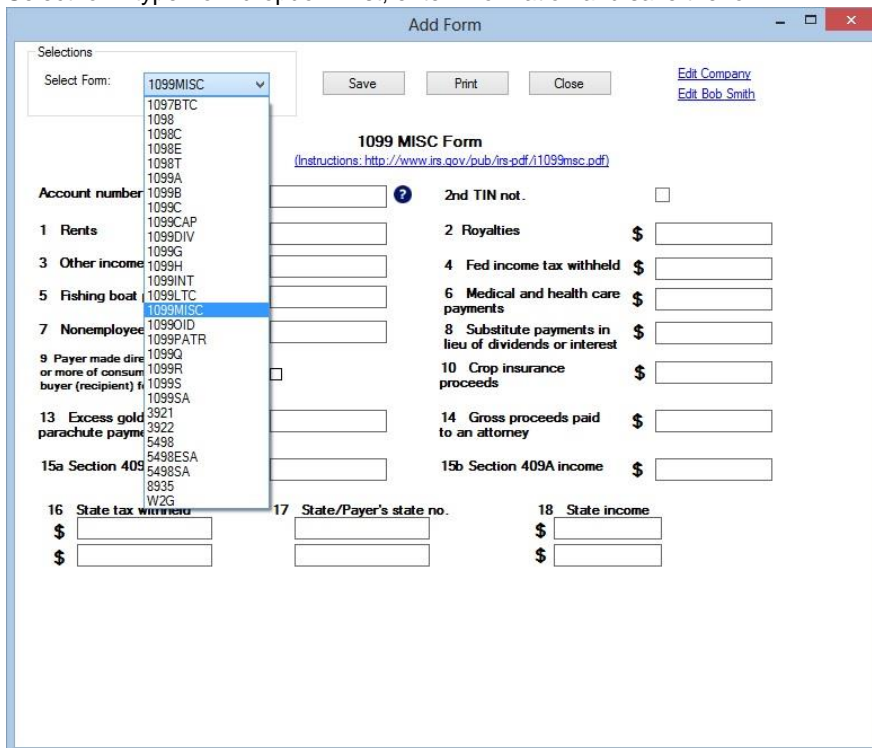 Add Form
Selections
Select Form: 1099MISC Save Print Close Edit Company
Edit Bob Smith
1097BTC
1098
1098C
1098E
1098T
1099A
1099B
1099C
1099CAP
1099DIV
1099G
1099H
1099INT
1099LTC
1099MISC
1099OID
1099PATR
1099Q
1099R
1099S
1099SA
3921
3922
5498
5498ESA
5498SA
8935
W2G
1099 MISC Form
(Instructions: http://www.irs.gov/pub/irs-pdf/i1099msc.pdf)
Account number ? 2nd TIN not.
1 Rents 2 Royalties $
3 Other income 4 Fed income tax withheld $
5 Fishing boat 6 Medical and health care
payments $
7 Nonemployee 8 Substitute payments in
lieu of dividends or interest $
9 Payer made dire
or more of consum
buyer (recipient) f
10 Crop insurance
proceeds $
13 Excess gold
parachute payme
14 Gross proceeds paid
to an attorney $
15a Section 409 15b Section 409A income $
16 State tax withheld 17 State/Payer's state no. 18 State income
$ $
$ $